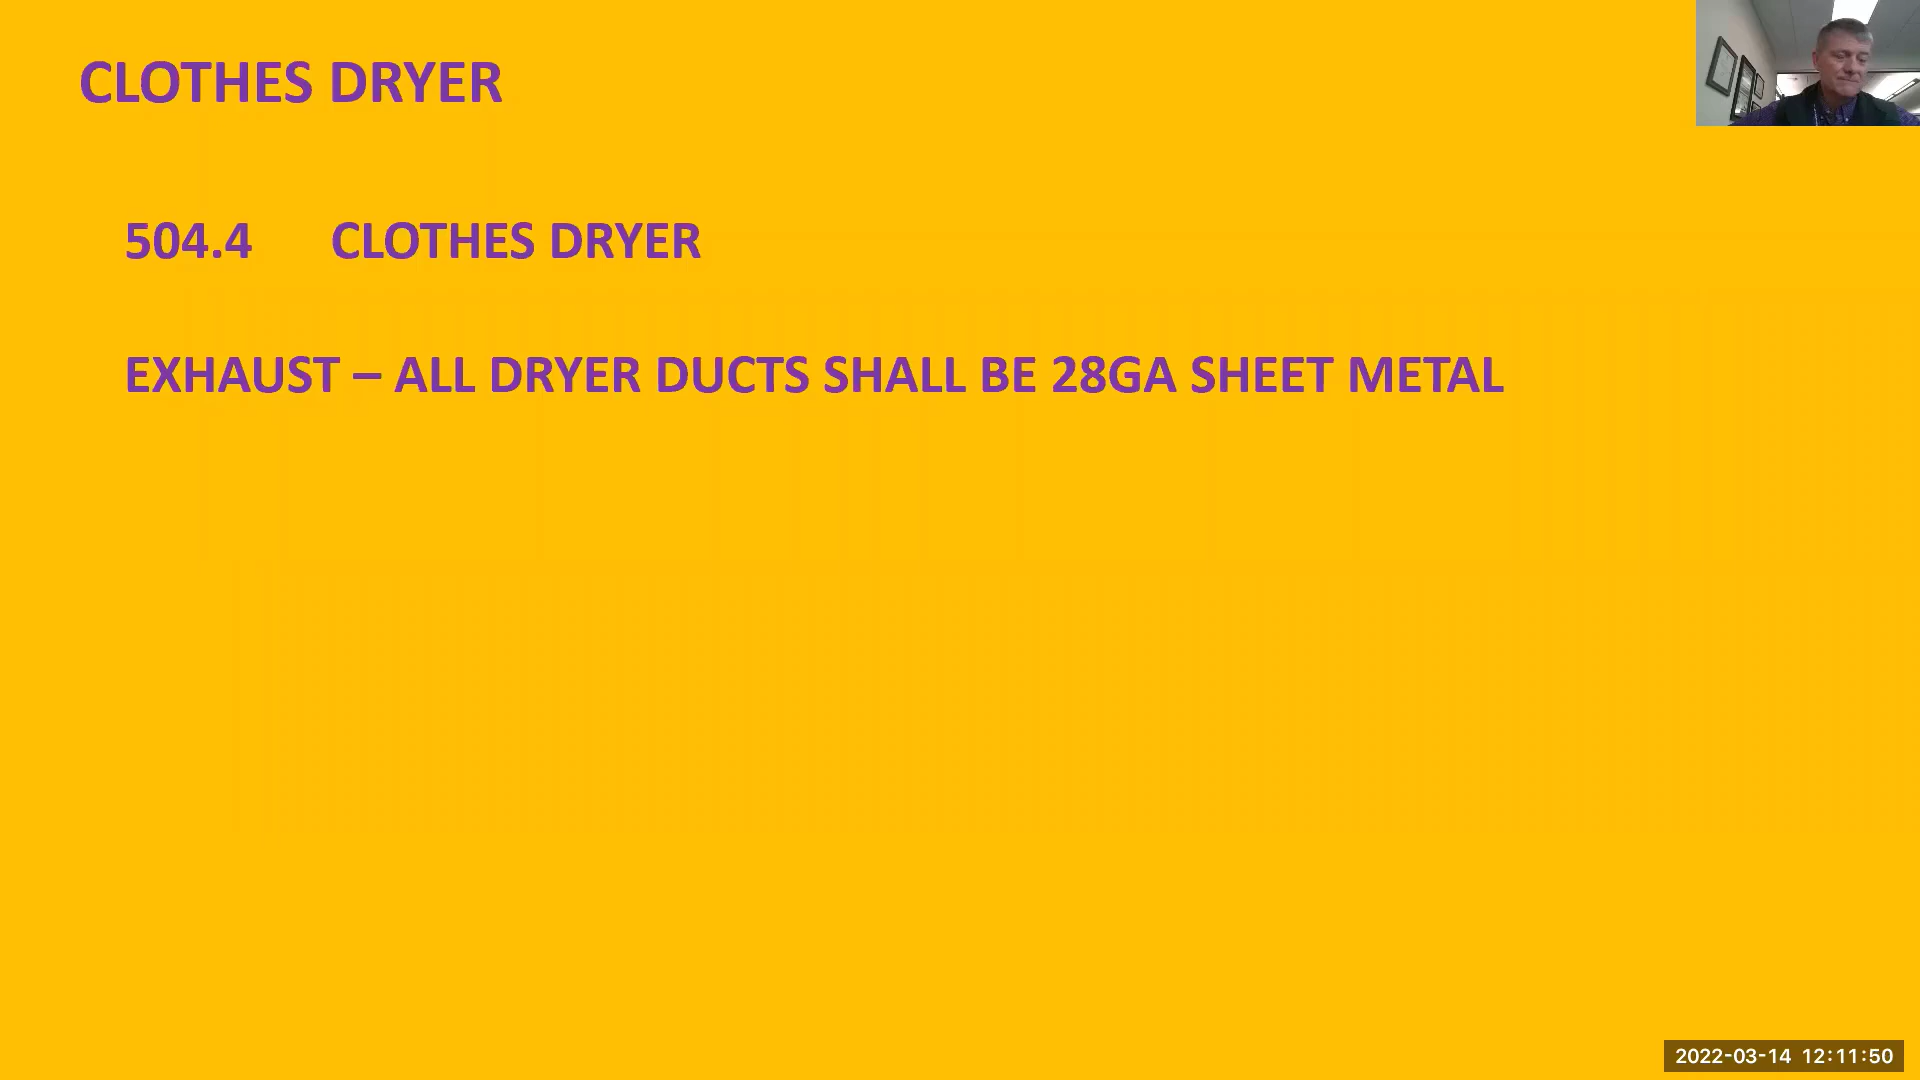 CLOTHES DRYER
504.4 CLOTHES DRYER
EXHAUST – ALL DRYER DUCTS SHALL BE 28GA SHEET METAL
2022-03-14 12:11:50